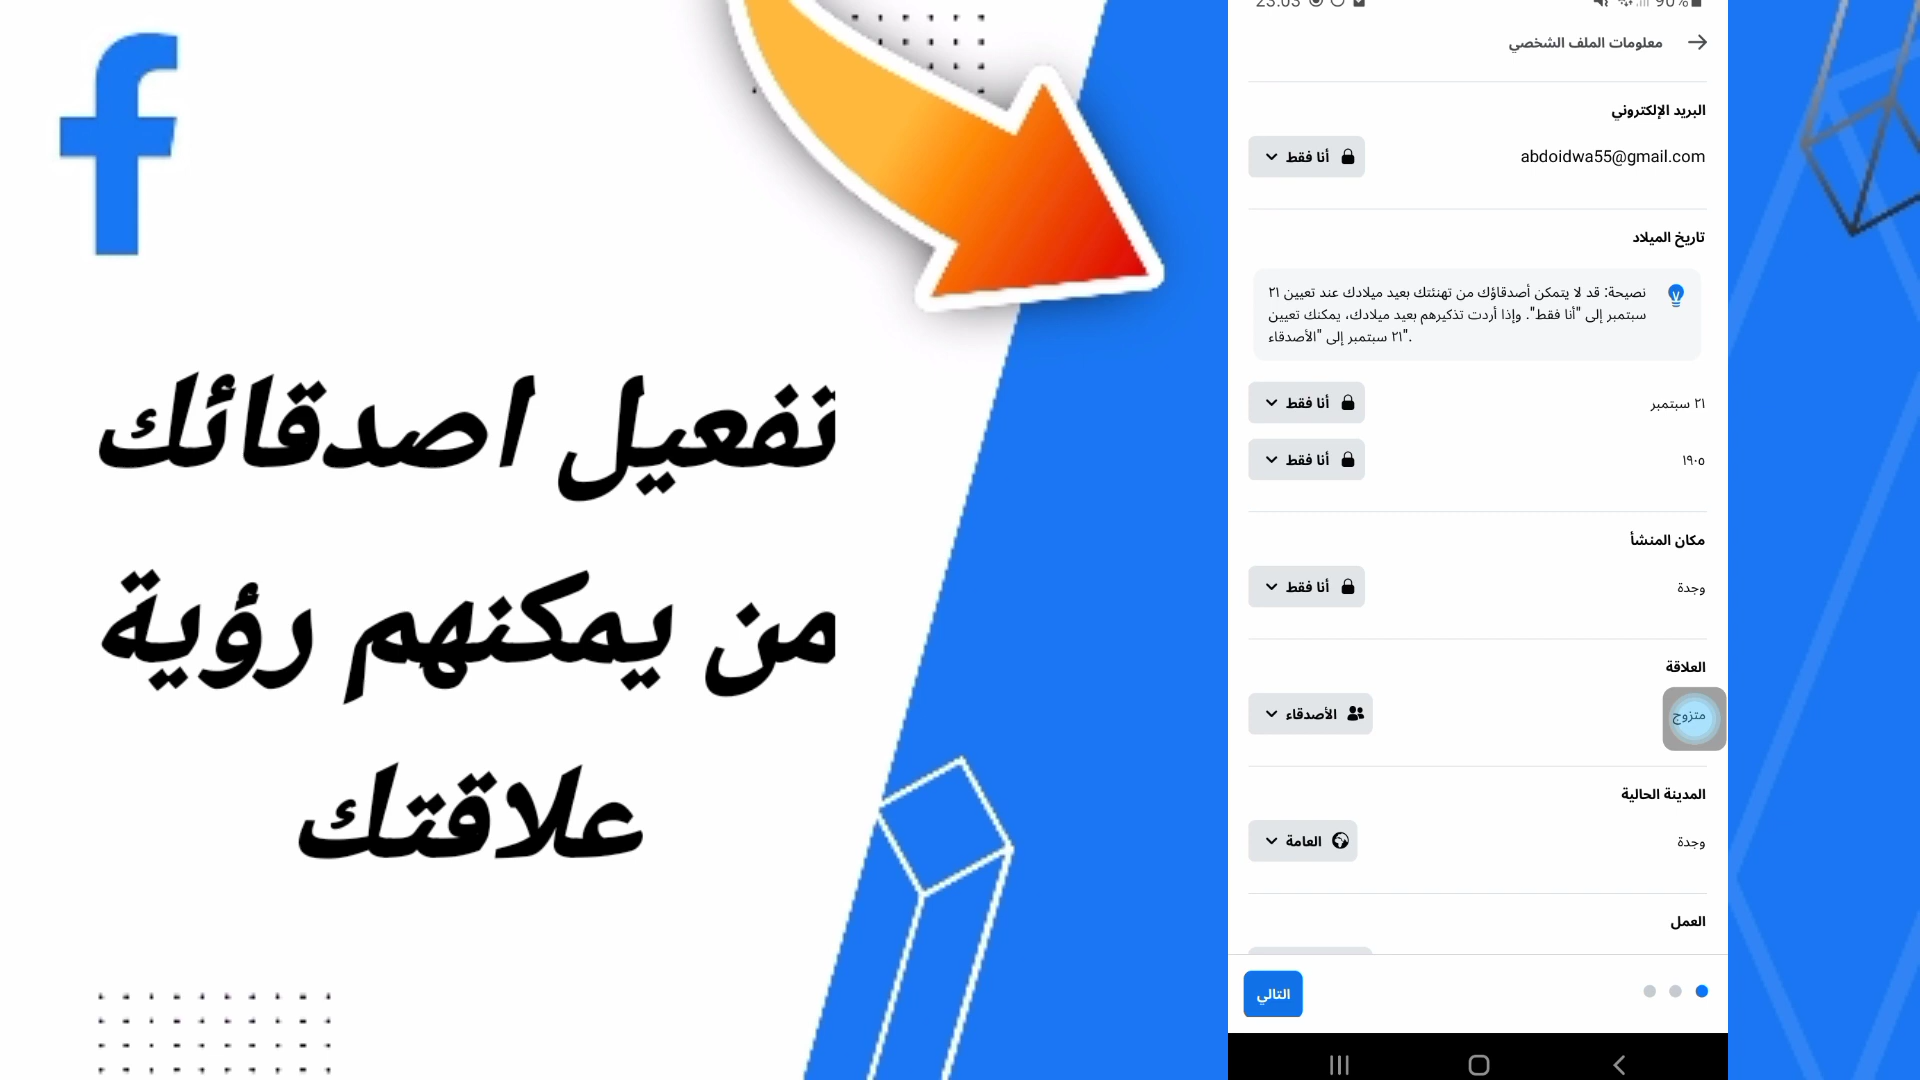 تفعيل اصدقائك
من يمكنهم رؤية
علاقتك
23:03
90%
معلومات الملف الشخصي
البريد الإلكتروني
abdoidwa55@gmail.com
أنا فقط
تاريخ الميلاد
نصيحة: قد لا يتمكن أصدقاؤك من تهنئتك بعيد ميلادك عند تعيين ٢١
سبتمبر إلى "أنا فقط". وإذا أردت تذكيرهم بعيد ميلادك، يمكنك تعيين
٢١ سبتمبر إلى "الأصدقاء".
٢١ سبتمبر
أنا فقط
١٩٠٥
أنا فقط
مكان المنشأ
وجدة
أنا فقط
العلاقة
متزوج
الأصدقاء
المدينة الحالية
وجدة
العامة
العمل
التالي